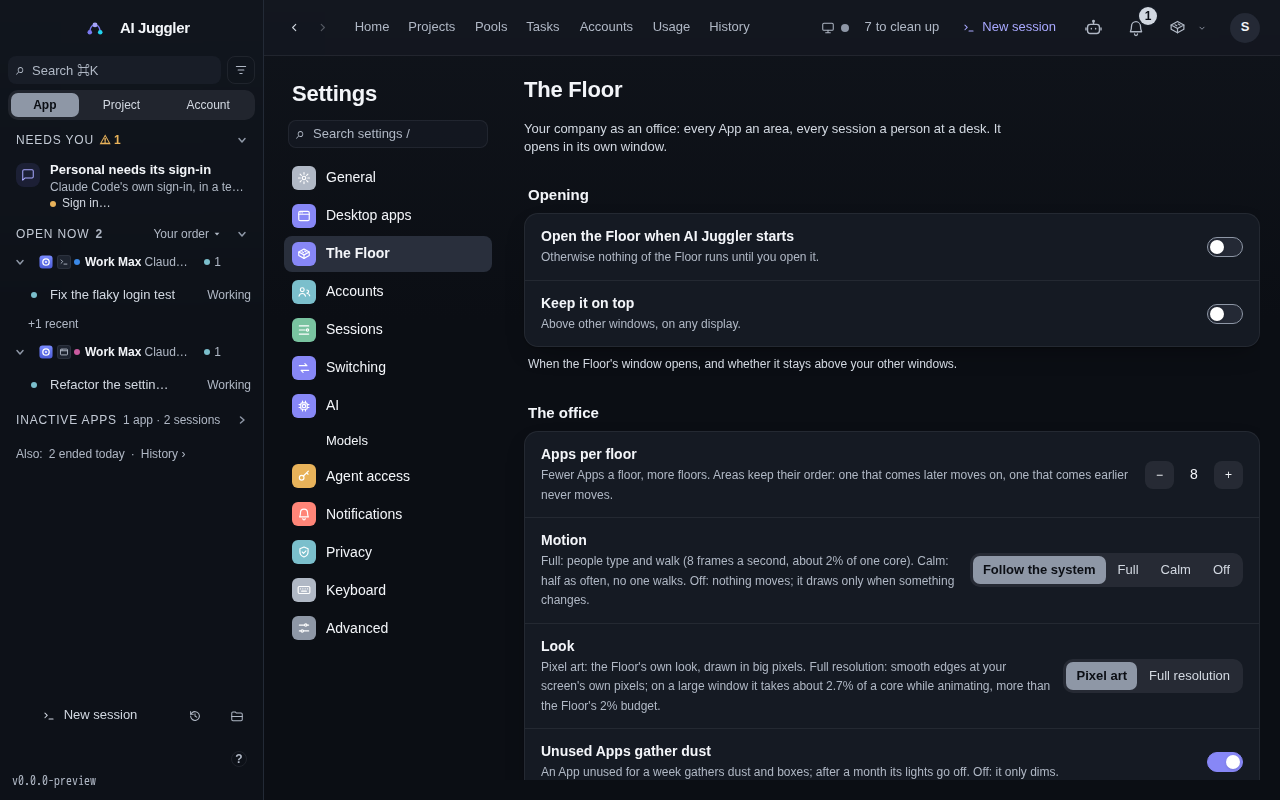 AI Juggler
Search ⌘K
App
Project
Account
NEEDS YOU 1
Personal needs its sign-in
Claude Code's own sign-in, in a te…
Sign in…
OPEN NOW 2
Your order
Work Max Claud… 1
Fix the flaky login test Working
+1 recent
Work Max Claud… 1
Refactor the settin… Working
INACTIVE APPS 1 app · 2 sessions
Also: 2 ended today · History ›
New session
?
v0.0.0-preview
Home Projects Pools Tasks Accounts Usage History
7 to clean up
New session
1
S
Settings
Search settings /
General
Desktop apps
The Floor
Accounts
Sessions
Switching
AI
Models
Agent access
Notifications
Privacy
Keyboard
Advanced
The Floor
Your company as an office: every App an area, every session a person at a desk. It
opens in its own window.
Opening
Open the Floor when AI Juggler starts
Otherwise nothing of the Floor runs until you open it.
Keep it on top
Above other windows, on any display.
When the Floor's window opens, and whether it stays above your other windows.
The office
Apps per floor
Fewer Apps a floor, more floors. Areas keep their order: one that comes later moves on, one that comes earlier
never moves.
− 8 +
Motion
Full: people type and walk (8 frames a second, about 2% of one core). Calm:
half as often, no one walks. Off: nothing moves; it draws only when something
changes.
Follow the system Full Calm Off
Look
Pixel art: the Floor's own look, drawn in big pixels. Full resolution: smooth edges at your
screen's own pixels; on a large window it takes about 2.7% of a core while animating, more than
the Floor's 2% budget.
Pixel art Full resolution
Unused Apps gather dust
An App unused for a week gathers dust and boxes; after a month its lights go off. Off: it only dims.